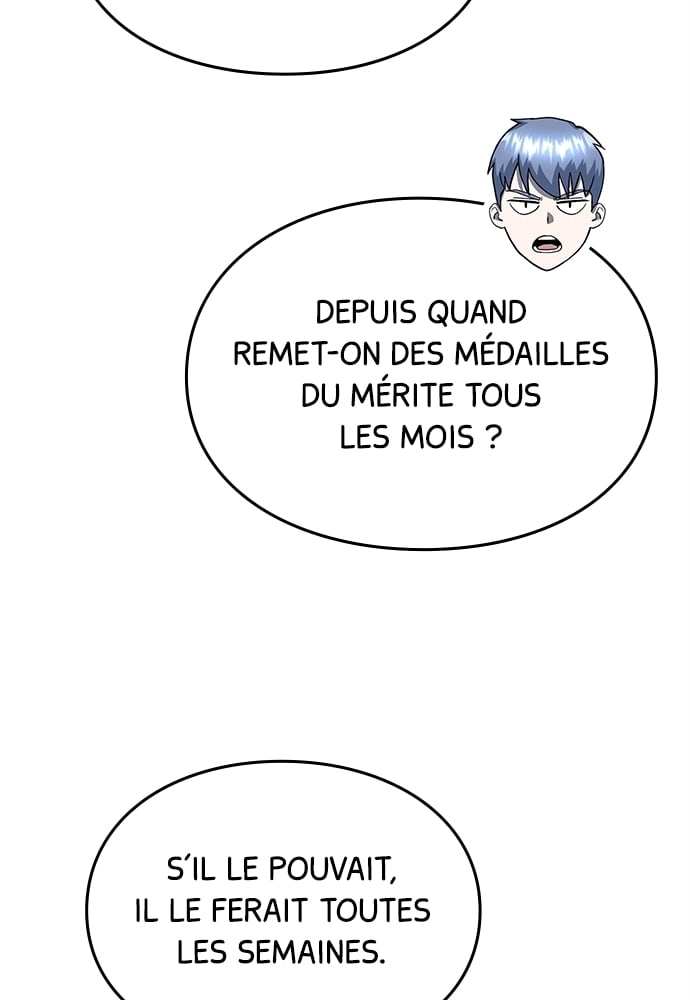 DEPUIS QUAND
REMET-ON DES MÉDAILLES
DU MÉRITE TOUS
LES MOIS ?
S'IL LE POUVAIT,
IL LE FERAIT TOUTES
LES SEMAINES.